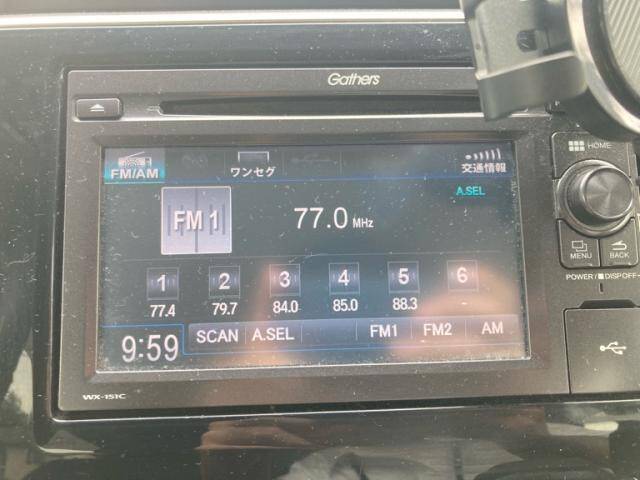 Gathers
FM/AM
ワンセグ
交通情報
A.SEL
FM 1
77.0 MHz
1 2 3 4 5 6
77.4 79.7 84.0 85.0 88.3 -
9:59 SCAN A.SEL FM1 FM2 AM
WX-151C
HOME
MENU BACK
POWER/ DISP OFF